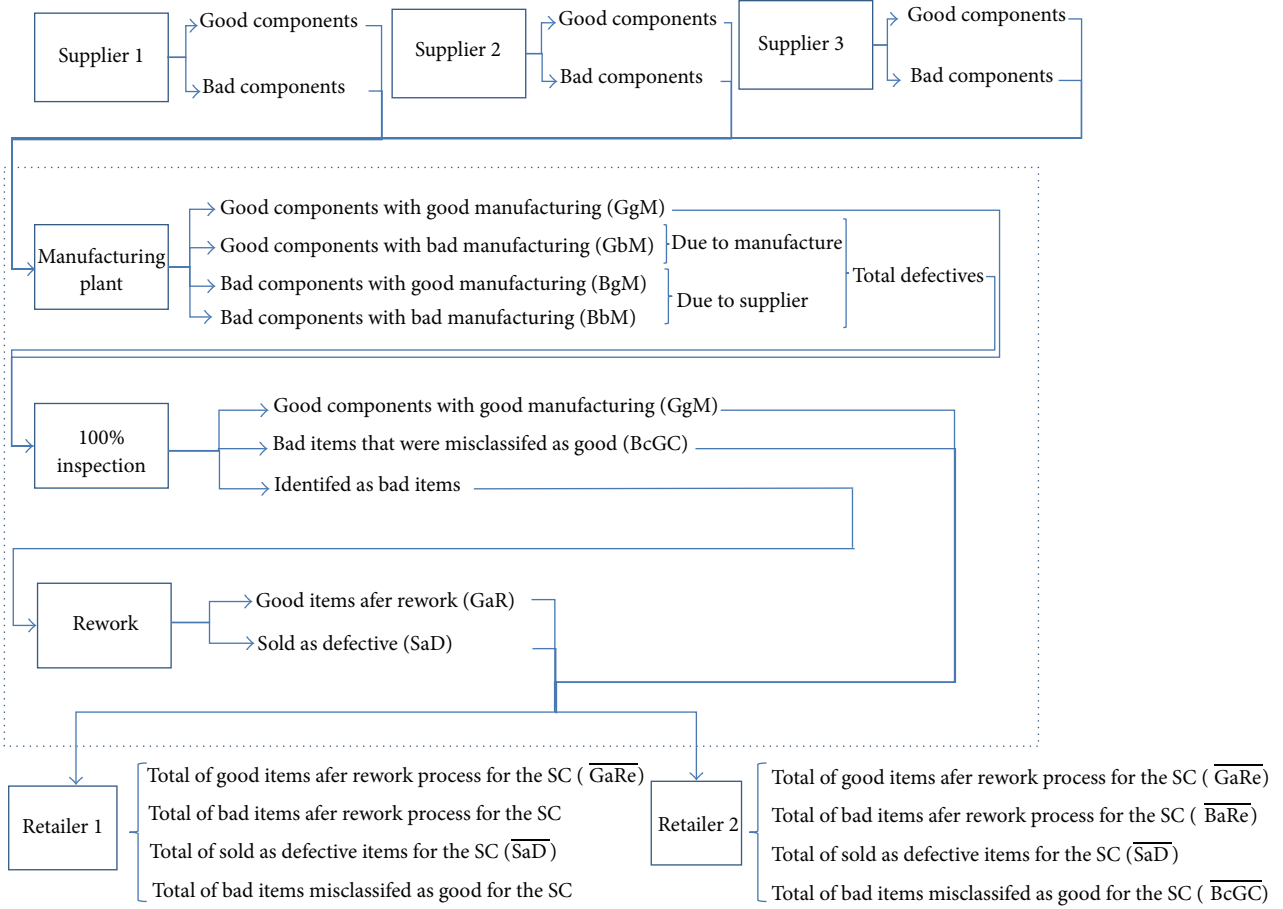 Supplier 1
Good components
Bad components
Supplier 2
Good components
Bad components
Supplier 3
Good components
Bad components
Manufacturing
plant
Good components with good manufacturing (GgM)
Good components with bad manufacturing (GbM)
Bad components with good manufacturing (BgM)
Bad components with bad manufacturing (BbM)
Due to manufacture
Due to supplier
Total defectives
100%
inspection
Good components with good manufacturing (GgM)
Bad items that were misclassifed as good (BcGC)
Identifed as bad items
Rework
Good items afer rework (GaR)
Sold as defective (SaD)
Retailer 1
Total of good items afer rework process for the SC ( G̅a̅R̅e̅)
Total of bad items afer rework process for the SC
Total of sold as defective items for the SC (S̅a̅D̅)
Total of bad items misclassifed as good for the SC
Retailer 2
Total of good items afer rework process for the SC ( G̅a̅R̅e̅)
Total of bad items afer rework process for the SC ( B̅a̅R̅e̅)
Total of sold as defective items for the SC (S̅a̅D̅)
Total of bad items misclassifed as good for the SC ( B̅c̅G̅C̅)